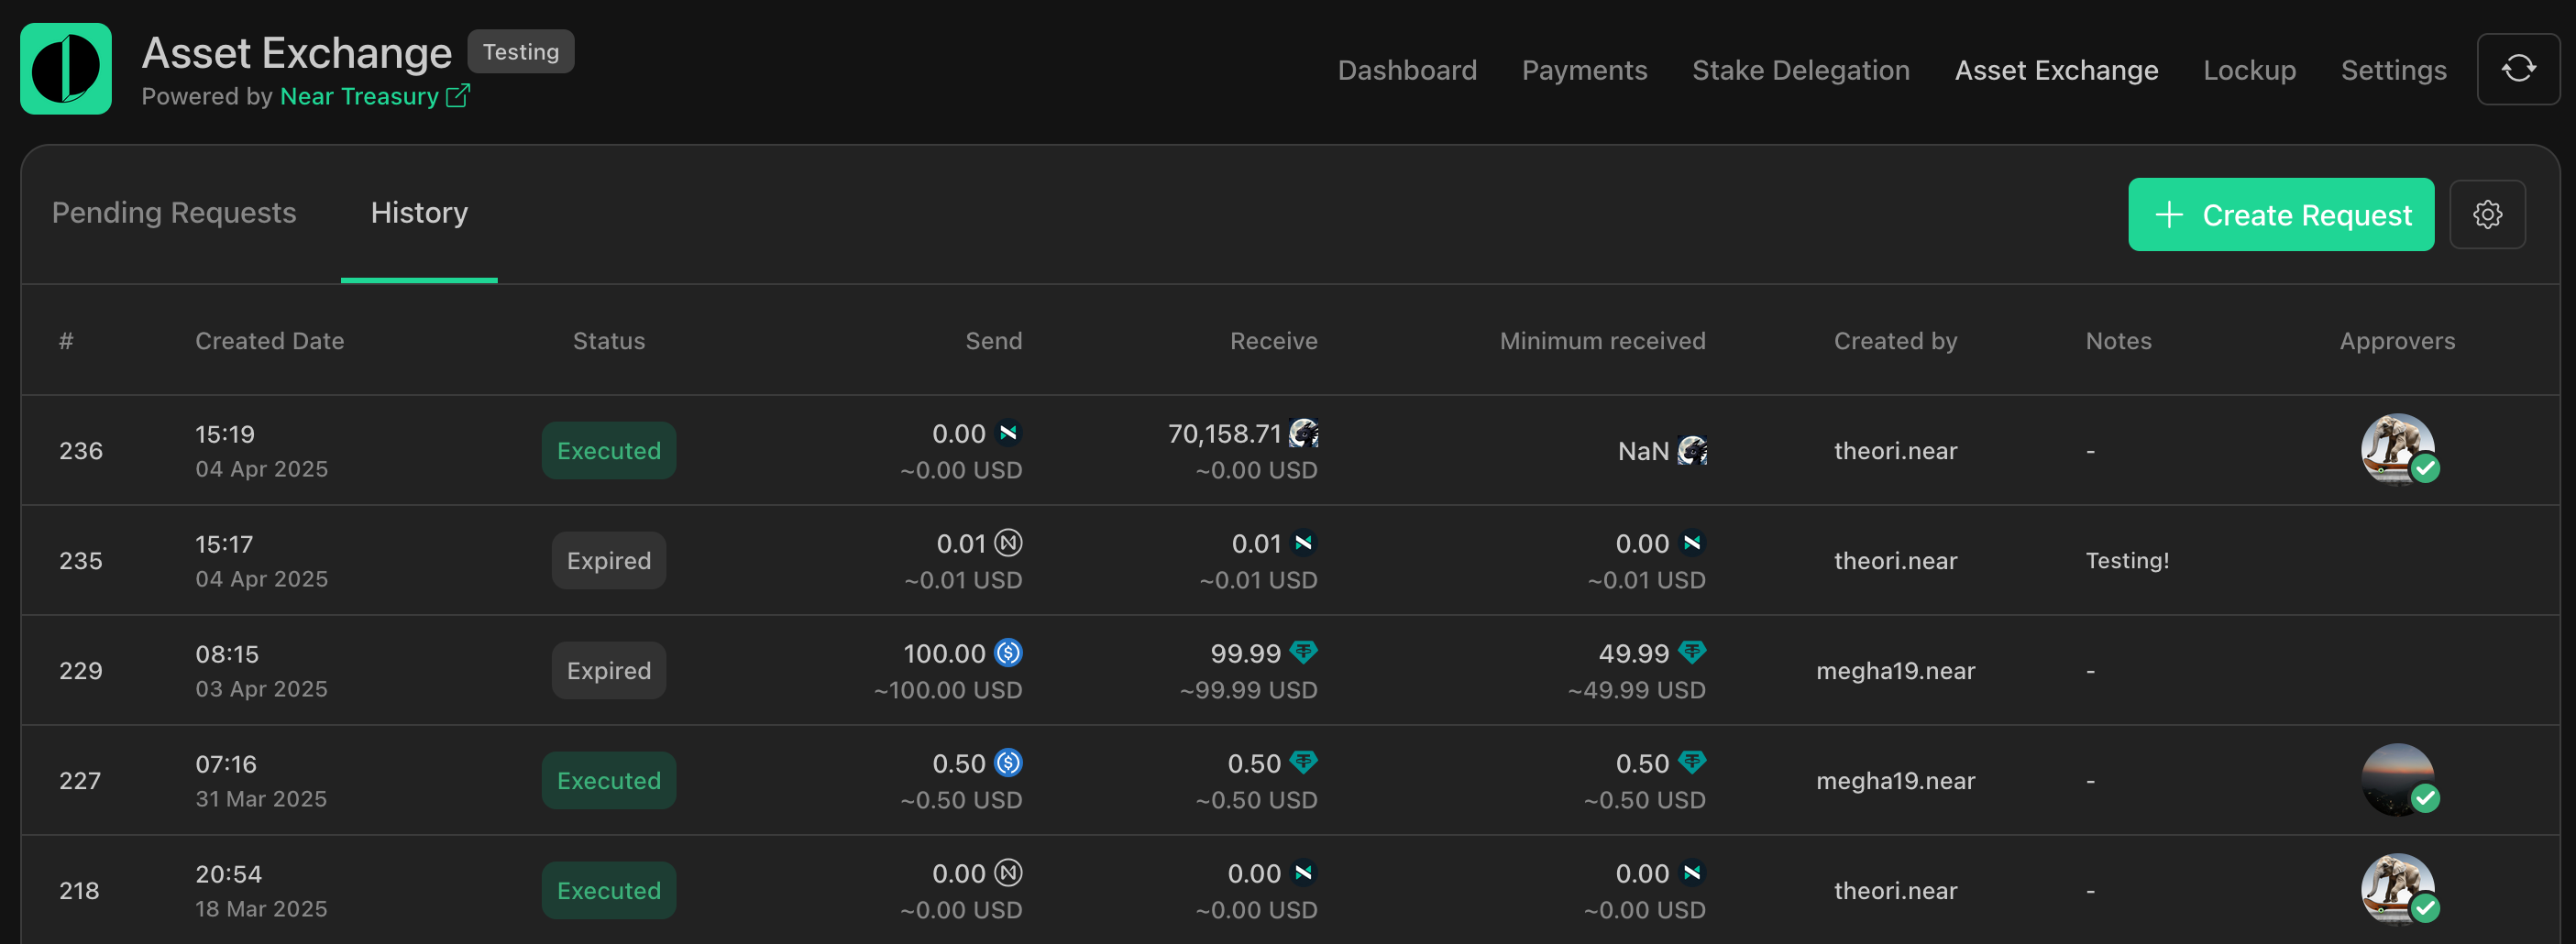 Asset Exchange Testing
Powered by Near Treasury
Dashboard Payments Stake Delegation Asset Exchange Lockup Settings
Pending Requests History
Create Request
# Created Date Status Send Receive Minimum received Created by Notes Approvers
236 15:19 Executed 0.00 70,158.71 NaN theori.near -
04 Apr 2025 ~0.00 USD ~0.00 USD
235 15:17 Expired 0.01 0.01 0.00 theori.near Testing!
04 Apr 2025 ~0.01 USD ~0.01 USD ~0.01 USD
229 08:15 Expired 100.00 99.99 49.99 megha19.near -
03 Apr 2025 ~100.00 USD ~99.99 USD ~49.99 USD
227 07:16 Executed 0.50 0.50 0.50 megha19.near -
31 Mar 2025 ~0.50 USD ~0.50 USD ~0.50 USD
218 20:54 Executed 0.00 0.00 0.00 theori.near -
18 Mar 2025 ~0.00 USD ~0.00 USD ~0.00 USD